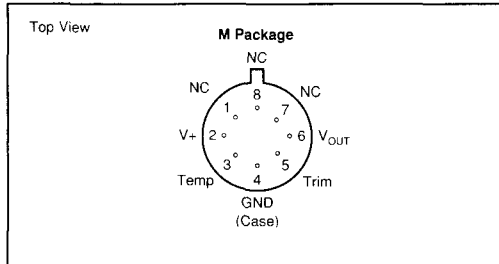 Top View
M Package
NC
NC
NC
8
1
7
V+
2
6
VOUT
3
5
Temp
4
Trim
GND
(Case)